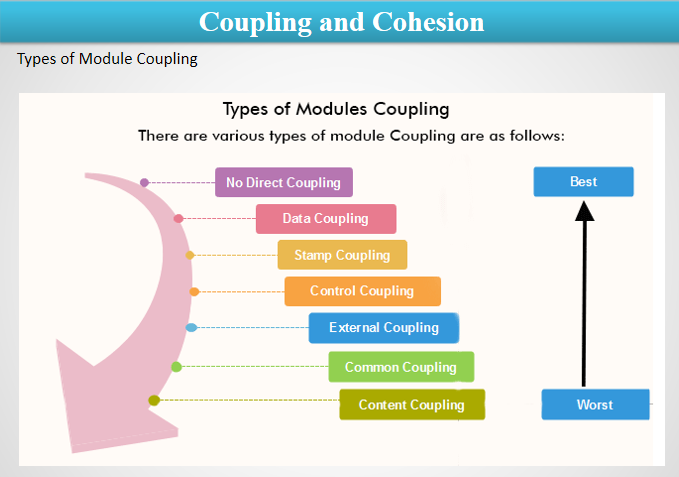 Coupling and Cohesion
Types of Module Coupling
Types of Modules Coupling
There are various types of module Coupling are as follows:
No Direct Coupling
Best
Data Coupling
Stamp Coupling
Control Coupling
External Coupling
Common Coupling
Content Coupling
Worst